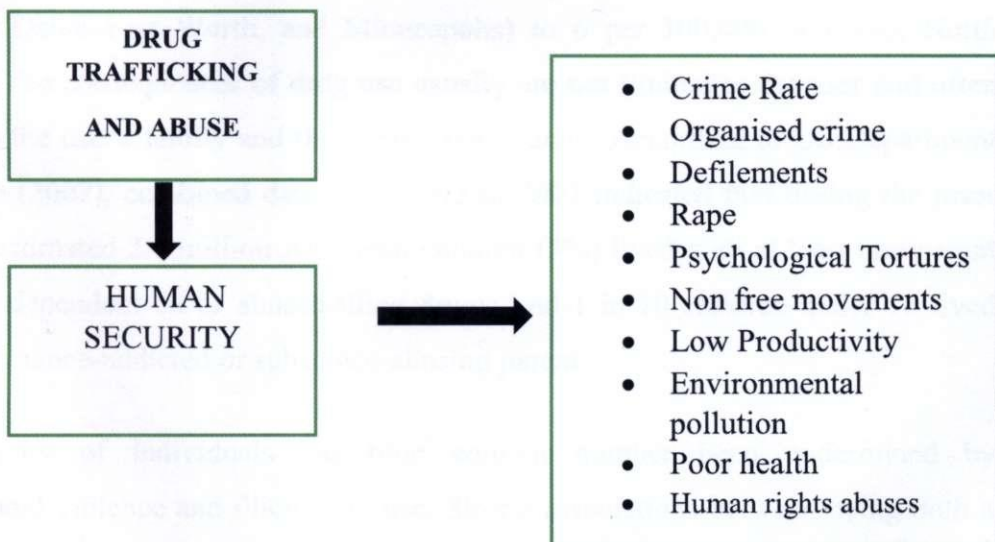 DRUG
TRAFFICKING
AND ABUSE
HUMAN
SECURITY
• Crime Rate
• Organised crime
• Defilements
• Rape
• Psychological Tortures
• Non free movements
• Low Productivity
• Environmental
pollution
• Poor health
• Human rights abuses